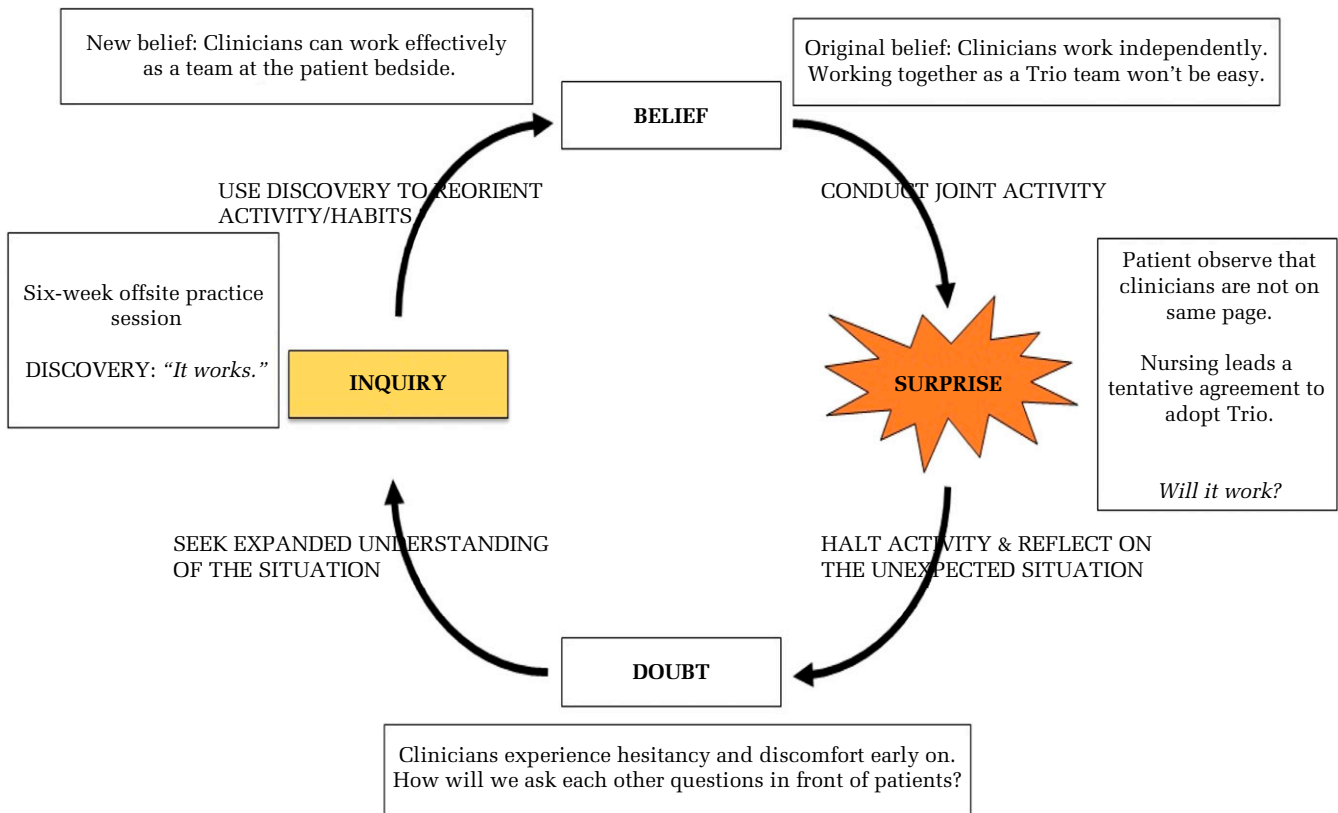 New belief: Clinicians can work effectively
as a team at the patient bedside.
Original belief: Clinicians work independently.
Working together as a Trio team won’t be easy.
BELIEF
USE DISCOVERY TO REORIENT
ACTIVITY/HABITS
CONDUCT JOINT ACTIVITY
Six-week offsite practice
session
DISCOVERY: “It works.”
INQUIRY
SURPRISE
Patient observe that
clinicians are not on
same page.
Nursing leads a
tentative agreement to
adopt Trio.
Will it work?
SEEK EXPANDED UNDERSTANDING
OF THE SITUATION
HALT ACTIVITY & REFLECT ON
THE UNEXPECTED SITUATION
DOUBT
Clinicians experience hesitancy and discomfort early on.
How will we ask each other questions in front of patients?